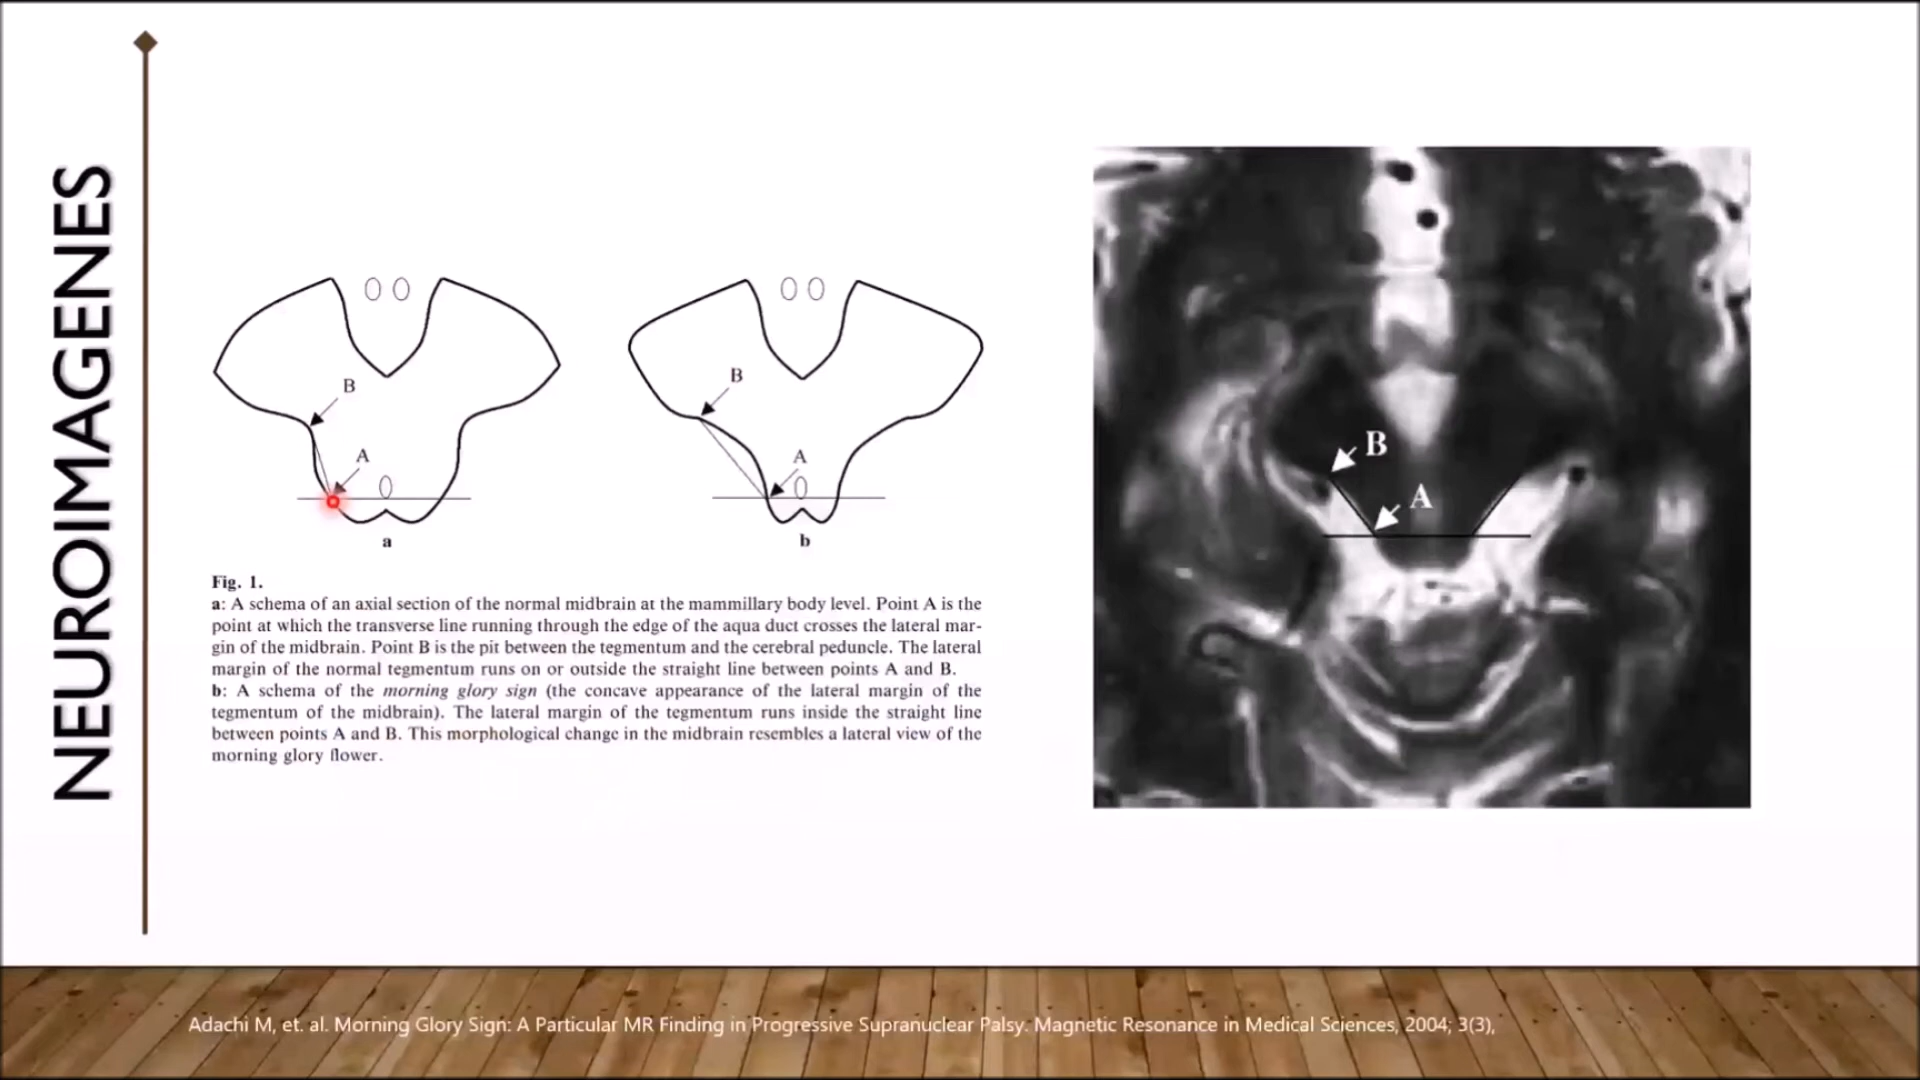 NEUROIMAGENES
B
A
a
B
A
b
Fig. 1.
a: A schema of an axial section of the normal midbrain at the mammillary body level. Point A is the
point at which the transverse line running through the edge of the aqua duct crosses the lateral mar-
gin of the midbrain. Point B is the pit between the tegmentum and the cerebral peduncle. The lateral
margin of the normal tegmentum runs on or outside the straight line between points A and B.
b: A schema of the morning glory sign (the concave appearance of the lateral margin of the
tegmentum of the midbrain). The lateral margin of the tegmentum runs inside the straight line
between points A and B. This morphological change in the midbrain resembles a lateral view of the
morning glory flower.
B
A
Adachi M, et. al. Morning Glory Sign: A Particular MR Finding in Progressive Supranuclear Palsy. Magnetic Resonance in Medical Sciences, 2004; 3(3),